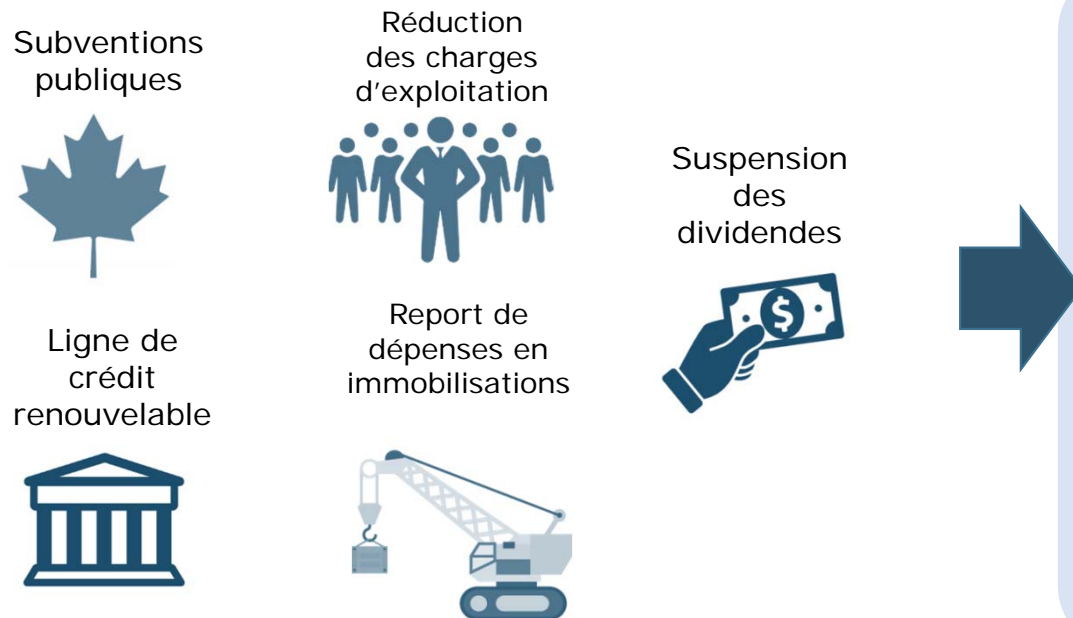 Subventions
publiques
Réduction
des charges
d’exploitation
Suspension
des
dividendes
Ligne de
crédit
renouvelable
Report de
dépenses en
immobilisations
$